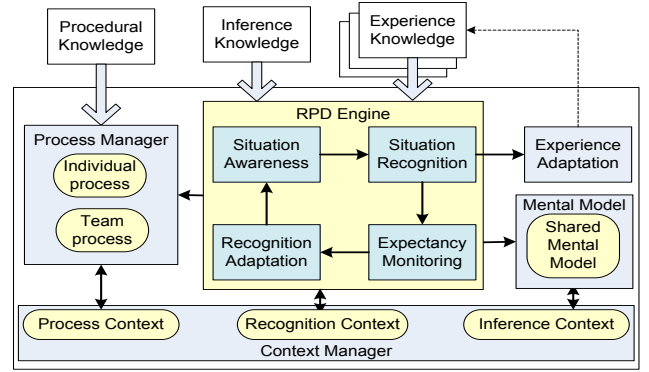 Procedural
Knowledge
Inference
Knowledge
Experience
Knowledge
RPD Engine
Process Manager
Individual
process
Team
process
Situation
Awareness
Situation
Recognition
Experience
Adaptation
Recognition
Adaptation
Expectancy
Monitoring
Mental Model
Shared
Mental
Model
Process Context
Recognition Context
Inference Context
Context Manager